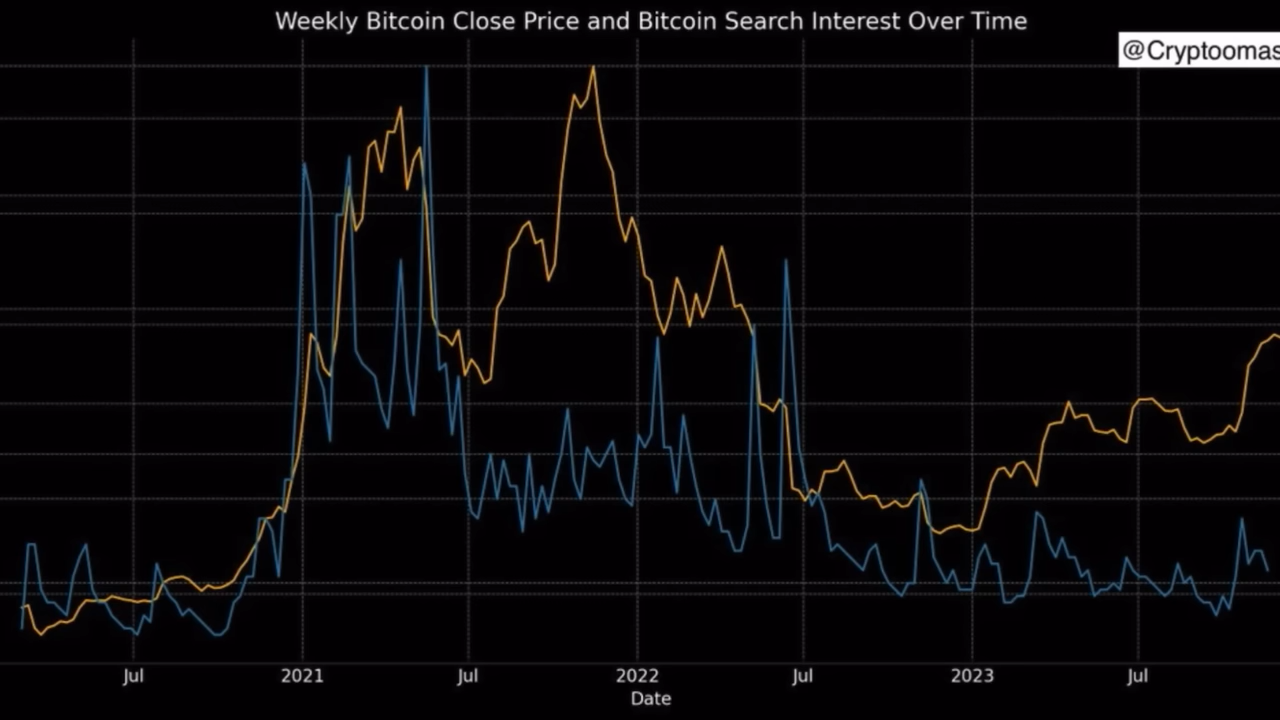 Weekly Bitcoin Close Price and Bitcoin Search Interest Over Time
@Cryptoomas
Jul 2021 Jul 2022 Jul 2023 Jul
Date